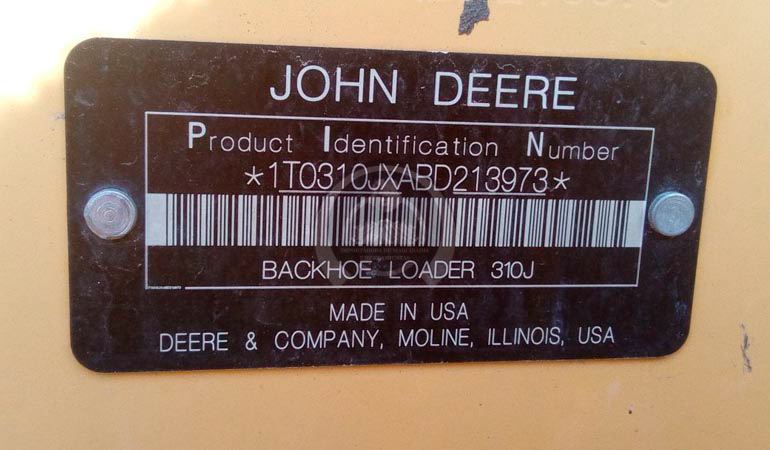 JOHN DEERE
Product Identification Number
*1T0310JXABD213973*
BACKHOE LOADER 310J
MADE IN USA
DEERE & COMPANY, MOLINE, ILLINOIS, USA